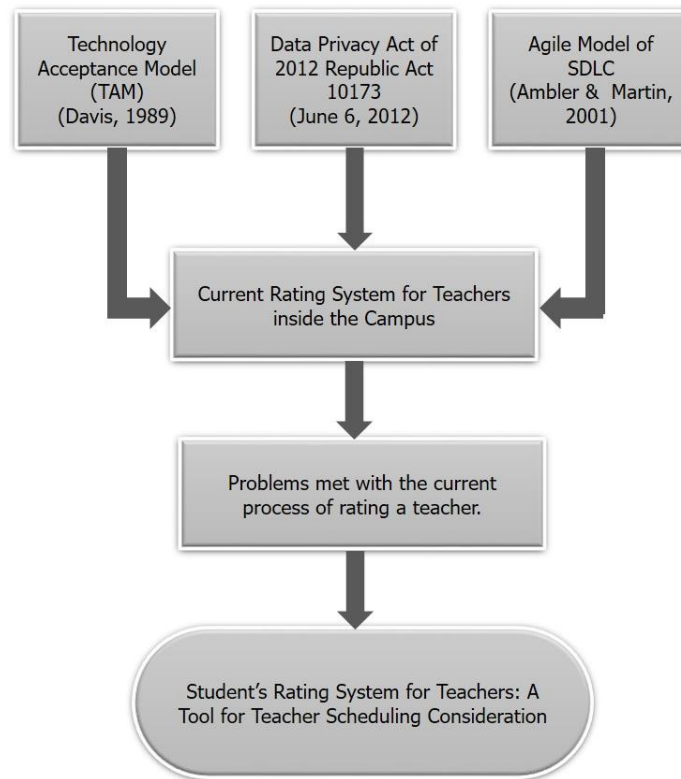 Technology
Acceptance Model
(TAM)
(Davis, 1989)
Data Privacy Act of
2012 Republic Act
10173
(June 6, 2012)
Agile Model of
SDLC
(Ambler & Martin,
2001)
Current Rating System for Teachers
inside the Campus
Problems met with the current
process of rating a teacher.
Student’s Rating System for Teachers: A
Tool for Teacher Scheduling Consideration